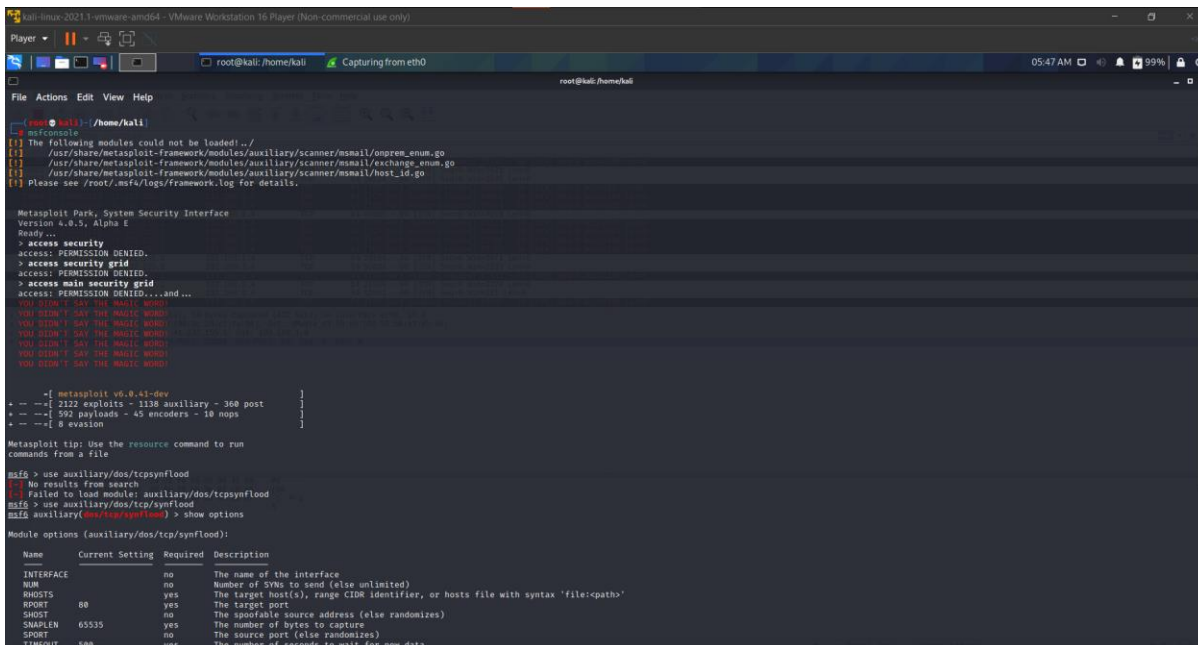 kali-linux-2021.1-vmware-amd64 - VMware Workstation 16 Player (Non-commercial use only)
Player
root@kali: /home/kali Capturing from eth0 05:47 AM 99%
root@kali: /home/kali
File Actions Edit View Help
(root kali)-[/home/kali]
# msfconsole
[!] The following modules could not be loaded!../
[!] /usr/share/metasploit-framework/modules/auxiliary/scanner/msmail/onprem_enum.go
[!] /usr/share/metasploit-framework/modules/auxiliary/scanner/msmail/exchange_enum.go
[!] /usr/share/metasploit-framework/modules/auxiliary/scanner/msmail/host_id.go
[!] Please see /root/.msf4/logs/framework.log for details.
Metasploit Park, System Security Interface
Version 4.0.5, Alpha E
Ready...
> access security
access: PERMISSION DENIED.
> access security grid
access: PERMISSION DENIED.
> access main security grid
access: PERMISSION DENIED....and...
YOU DIDN'T SAY THE MAGIC WORD!
YOU DIDN'T SAY THE MAGIC WORD!
YOU DIDN'T SAY THE MAGIC WORD!
YOU DIDN'T SAY THE MAGIC WORD!
YOU DIDN'T SAY THE MAGIC WORD!
YOU DIDN'T SAY THE MAGIC WORD!
YOU DIDN'T SAY THE MAGIC WORD!
=[ metasploit v6.0.41-dev ]
+ -- --=[ 2122 exploits - 1138 auxiliary - 360 post ]
+ -- --=[ 592 payloads - 45 encoders - 10 nops ]
+ -- --=[ 8 evasion ]
Metasploit tip: Use the resource command to run
commands from a file
msf6 > use auxiliary/dos/tcpsynflood
[-] No results from search
[-] Failed to load module: auxiliary/dos/tcpsynflood
msf6 > use auxiliary/dos/tcp/synflood
msf6 auxiliary(dos/tcp/synflood) > show options
Module options (auxiliary/dos/tcp/synflood):
Name Current Setting Required Description
INTERFACE no The name of the interface
NUM no Number of SYNs to send (else unlimited)
RHOSTS yes The target host(s), range CIDR identifier, or hosts file with syntax 'file:<path>'
RPORT 80 yes The target port
SHOST no The spoofable source address (else randomizes)
SNAPLEN 65535 yes The number of bytes to capture
SPORT no The source port (else randomizes)
TIMEOUT 500 yes The number of seconds to wait for new data